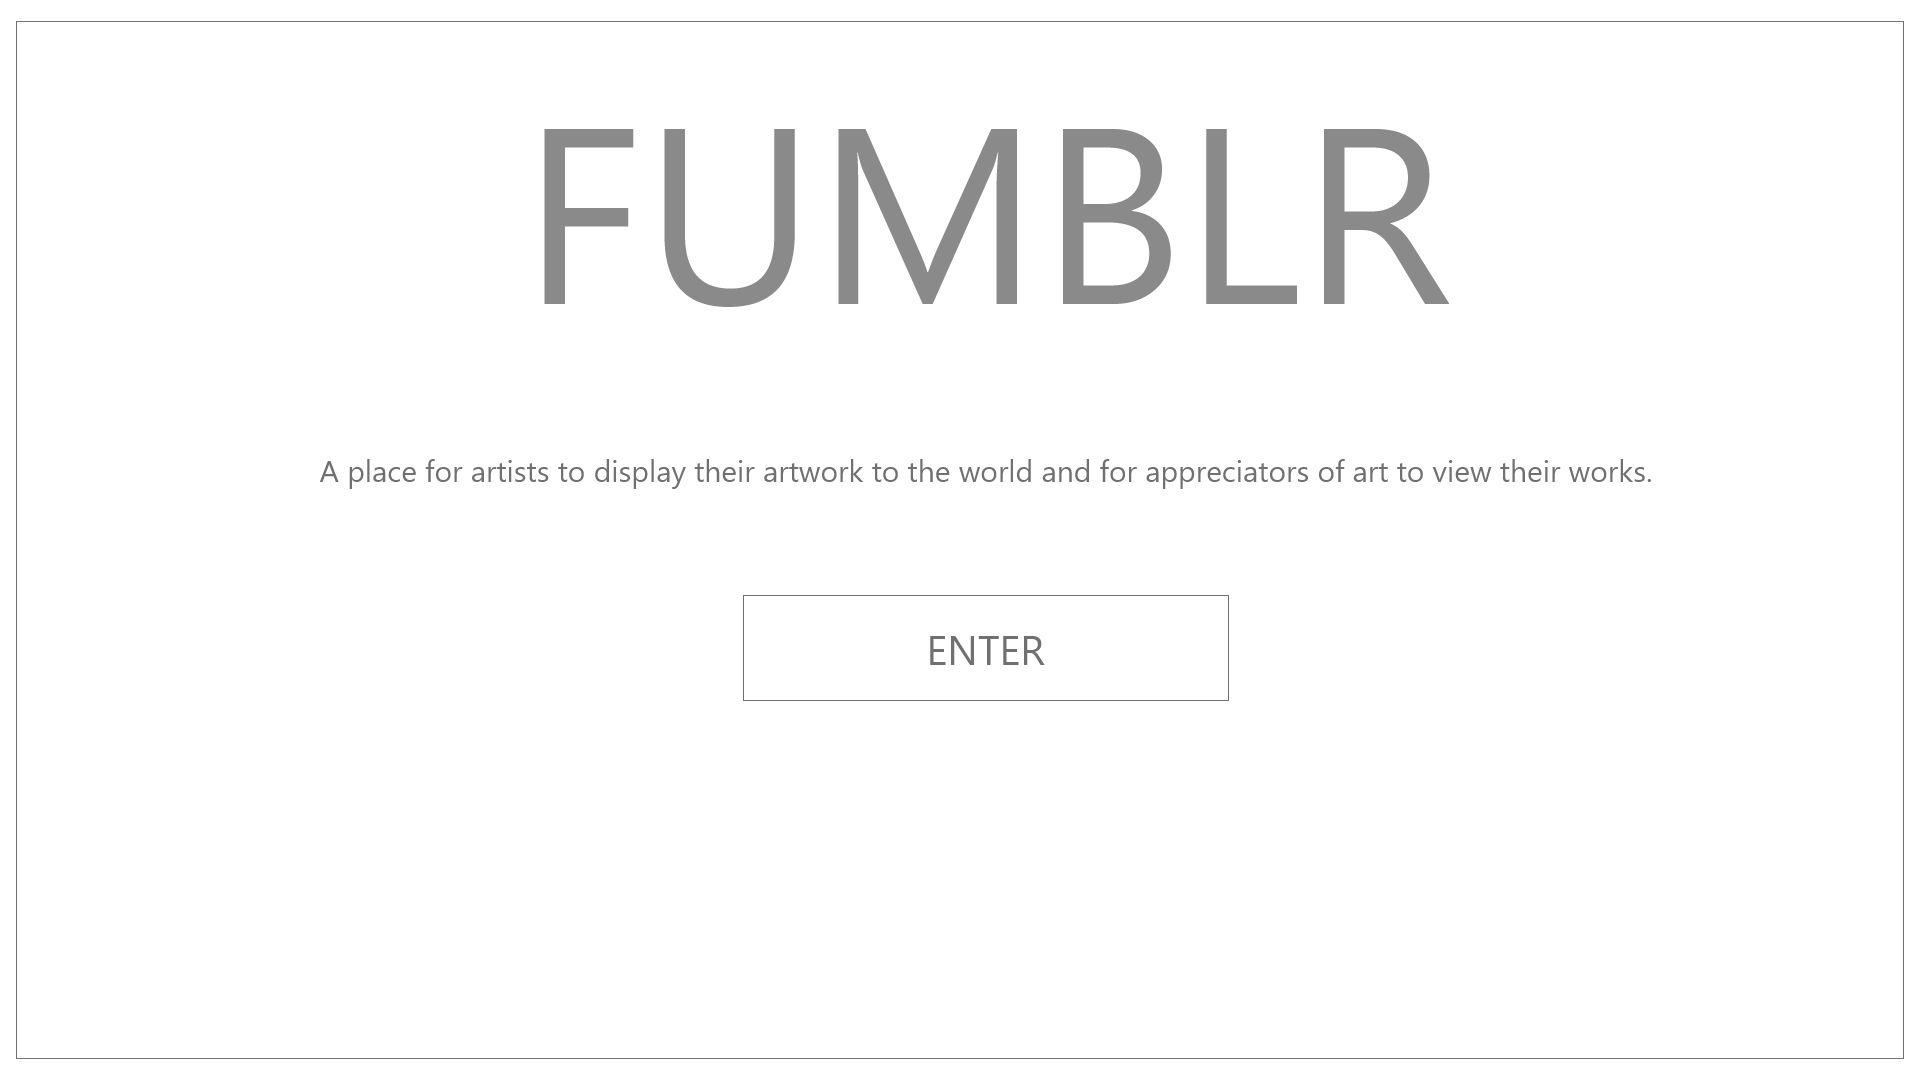 FUMBLR
A place for artists to display their artwork to the world and for appreciators of art to view their works.
ENTER